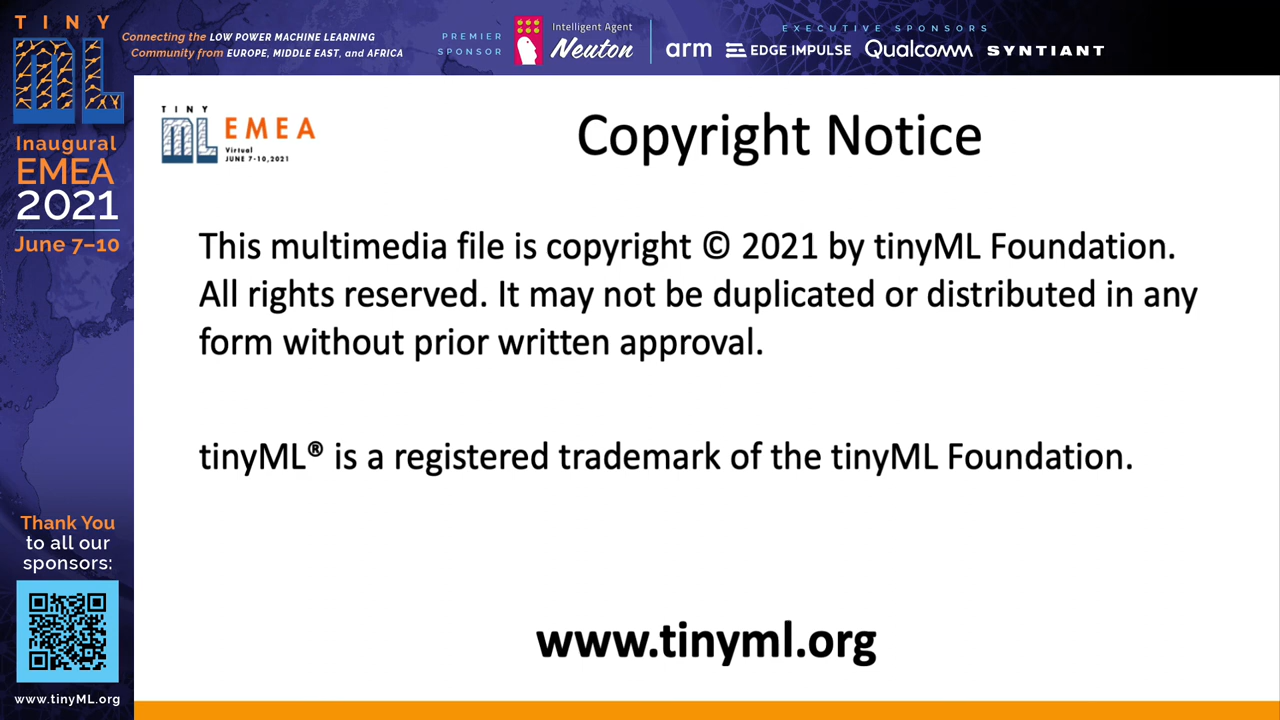 TINY
ML
Connecting the LOW POWER MACHINE LEARNING
Community from EUROPE, MIDDLE EAST, and AFRICA
PREMIER
SPONSOR
Intelligent Agent
Neuton
EXECUTIVE SPONSORS
arm
EDGE IMPULSE
Qualcomm
SYNTIANT
Inaugural
EMEA
2021
June 7–10
Thank You
to all our
sponsors:
www.tinyML.org
TINY
ML
EMEA
Virtual
JUNE 7-10,2021
Copyright Notice
This multimedia file is copyright © 2021 by tinyML Foundation.
All rights reserved. It may not be duplicated or distributed in any
form without prior written approval.
tinyML® is a registered trademark of the tinyML Foundation.
www.tinyml.org